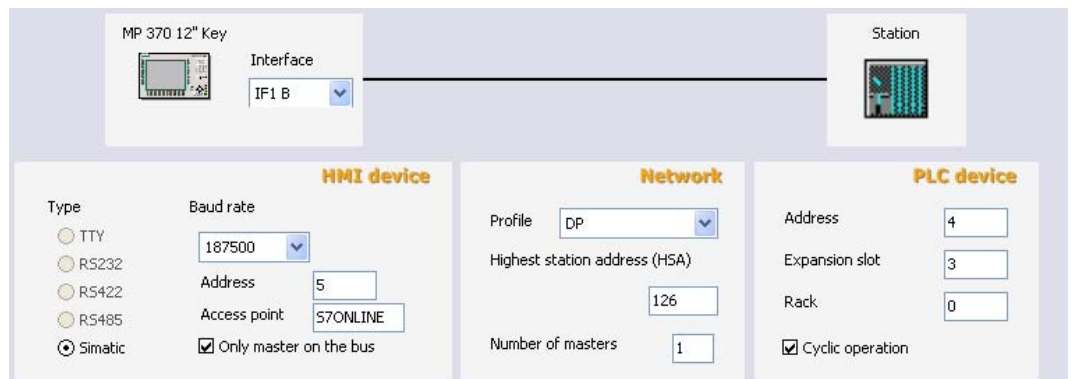 MP 370 12" Key
Interface
IF1 B
Station
HMI device
Type
Baud rate
TTY
RS232
RS422
RS485
Simatic
187500
Address 5
Access point S7ONLINE
Only master on the bus
Network
Profile DP
Highest station address (HSA)
126
Number of masters 1
PLC device
Address 4
Expansion slot 3
Rack 0
Cyclic operation